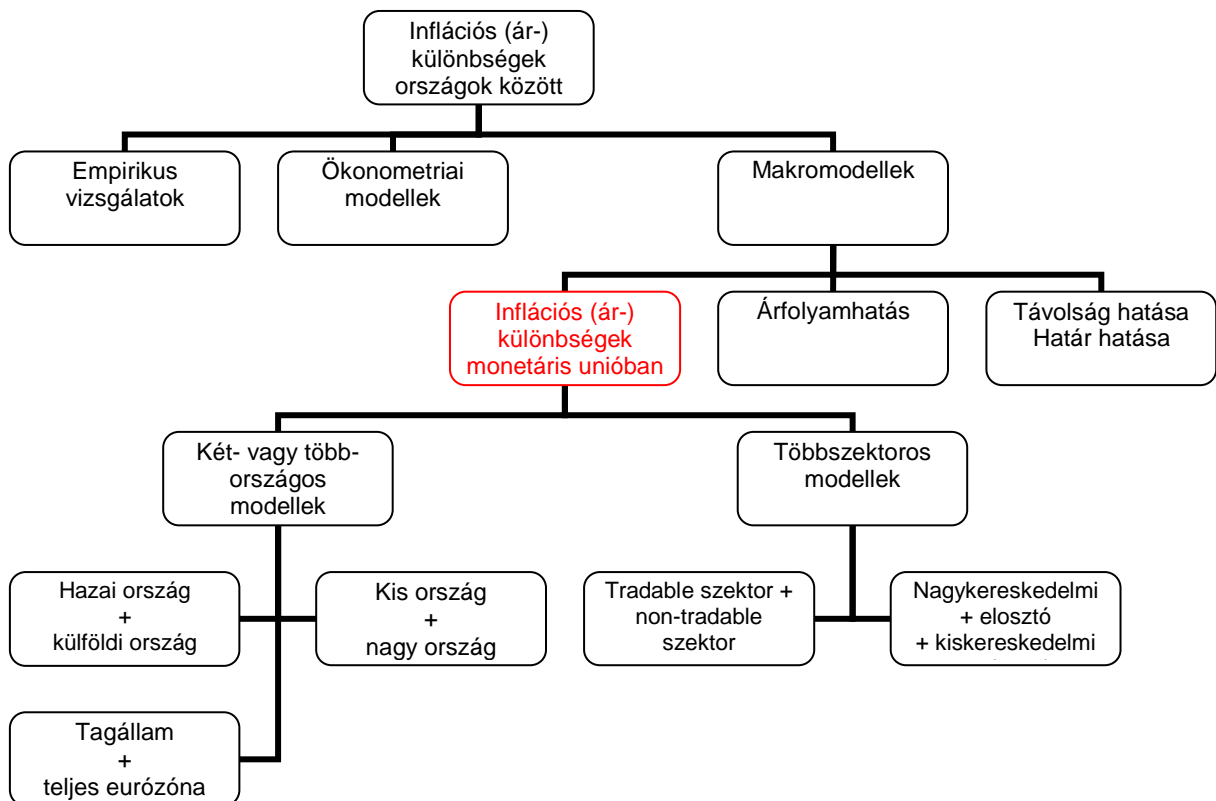 Inflációs (ár-)
különbségek
országok között
Empirikus
vizsgálatok
Ökonometriai
modellek
Makromodellek
Inflációs (ár-)
különbségek
monetáris unióban
Árfolyamhatás
Távolság hatása
Határ hatása
Két- vagy több-
országos
modellek
Többszektoros
modellek
Hazai ország
+
külföldi ország
Kis ország
+
nagy ország
Tradable szektor +
non-tradable
szektor
Nagykereskedelmi
+ elosztó
+ kiskereskedelmi
Tagállam
+
teljes eurózóna